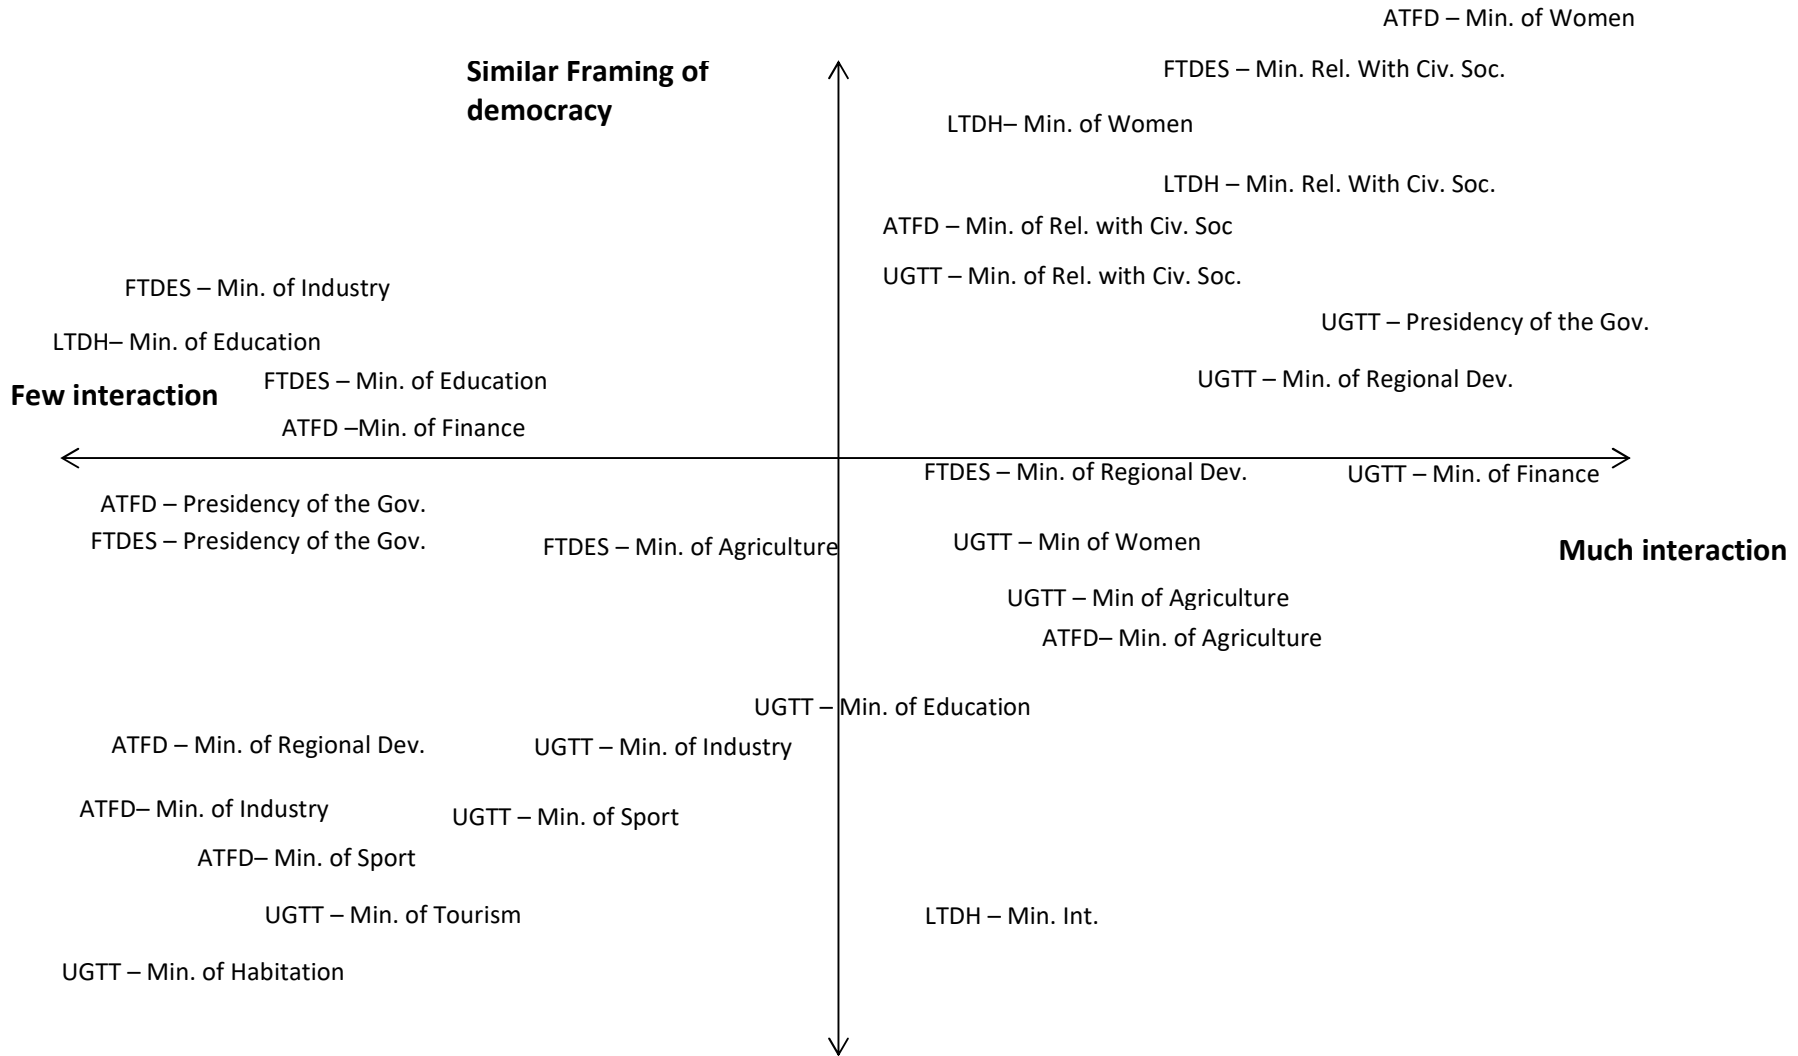 ATFD – Min. of Women
Similar Framing of
democracy
FTDES – Min. Rel. With Civ. Soc.
LTDH– Min. of Women
LTDH – Min. Rel. With Civ. Soc.
ATFD – Min. of Rel. with Civ. Soc
UGTT – Min. of Rel. with Civ. Soc.
FTDES – Min. of Industry
UGTT – Presidency of the Gov.
LTDH– Min. of Education
FTDES – Min. of Education
UGTT – Min. of Regional Dev.
Few interaction
ATFD –Min. of Finance
FTDES – Min. of Regional Dev.
UGTT – Min. of Finance
ATFD – Presidency of the Gov.
FTDES – Presidency of the Gov.
FTDES – Min. of Agriculture
UGTT – Min of Women
Much interaction
UGTT – Min of Agriculture
ATFD– Min. of Agriculture
UGTT – Min. of Education
ATFD – Min. of Regional Dev.
UGTT – Min. of Industry
ATFD– Min. of Industry
UGTT – Min. of Sport
ATFD– Min. of Sport
UGTT – Min. of Tourism
LTDH – Min. Int.
UGTT – Min. of Habitation